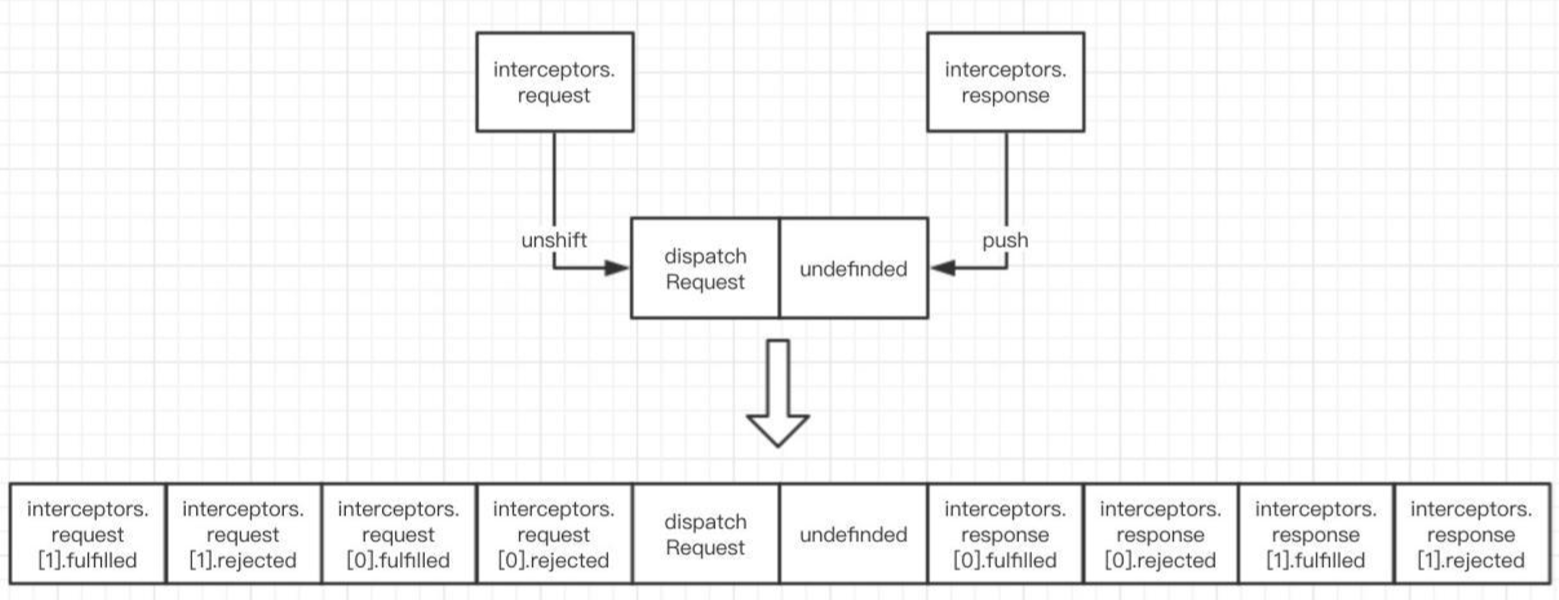 interceptors.
request
interceptors.
response
unshift
push
dispatch
Request
undefinded
interceptors.
request
[1].fulfilled
interceptors.
request
[1].rejected
interceptors.
request
[0].fulfilled
interceptors.
request
[0].rejected
dispatch
Request
undefinded
interceptors.
response
[0].fulfilled
interceptors.
response
[0].rejected
interceptors.
response
[1].fulfilled
interceptors.
response
[1].rejected